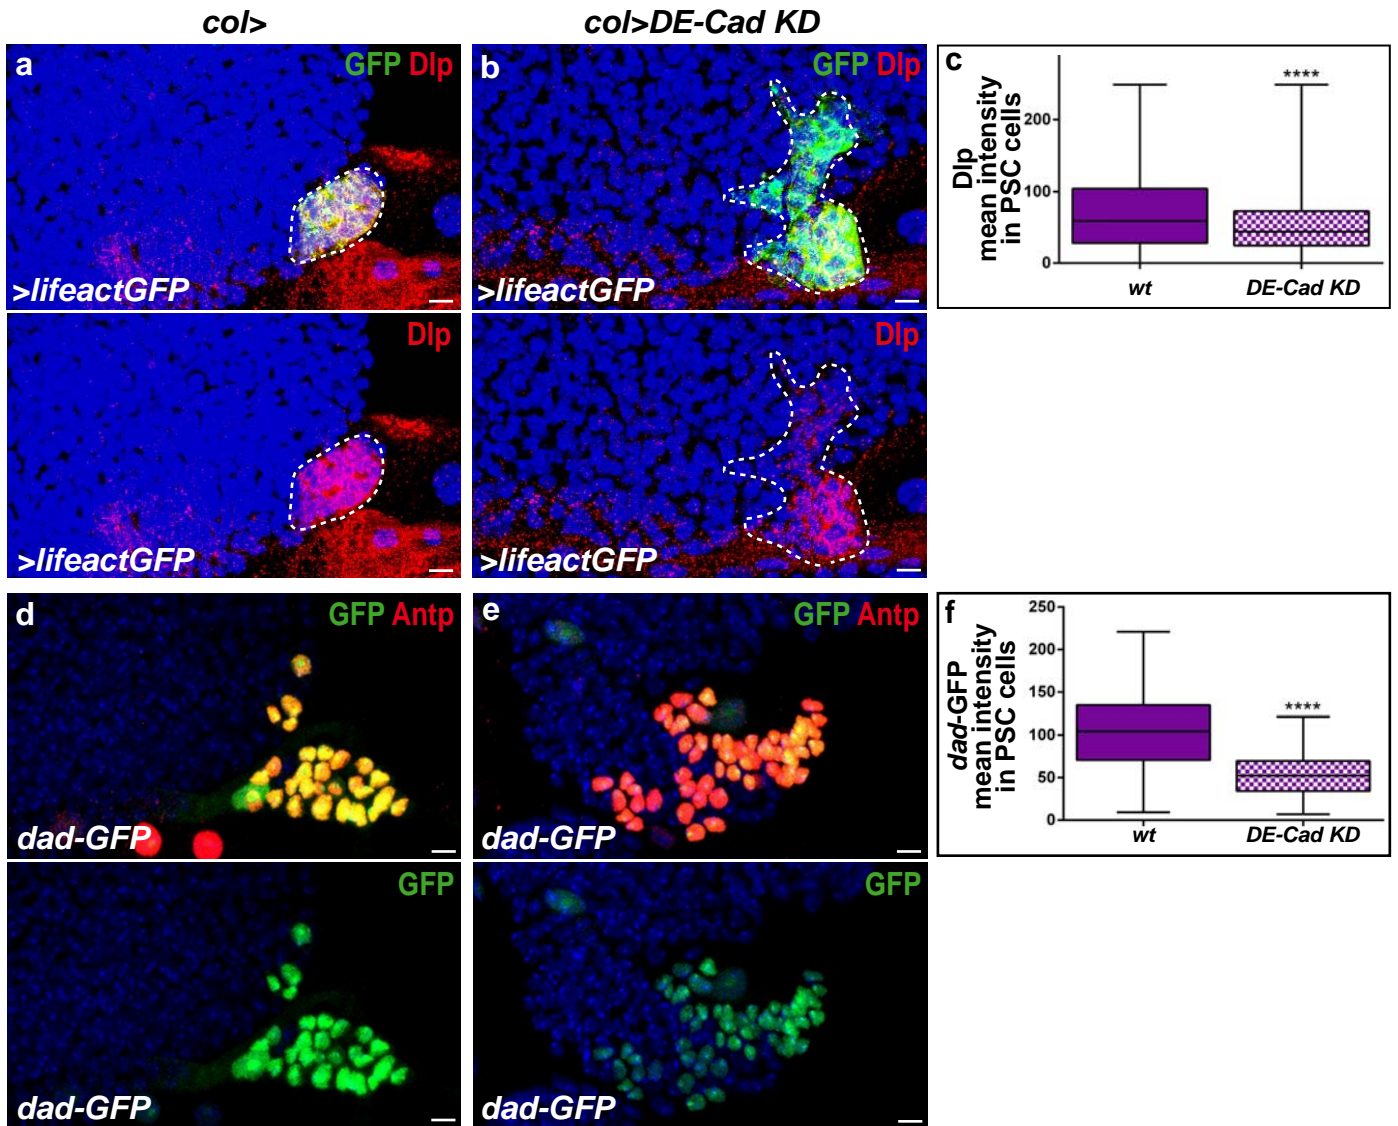 col>
col>DE-Cad KD
a
GFP Dlp
>lifeactGFP
b
GFP Dlp
>lifeactGFP
c
Dlp
mean intensity
in PSC cells
200
100
0
****
wt
DE-Cad KD
Dlp
>lifeactGFP
Dlp
>lifeactGFP
d
GFP Antp
dad-GFP
e
GFP Antp
dad-GFP
f
dad-GFP
mean intensity
in PSC cells
250
200
150
100
50
0
****
wt
DE-Cad KD
GFP
dad-GFP
GFP
dad-GFP